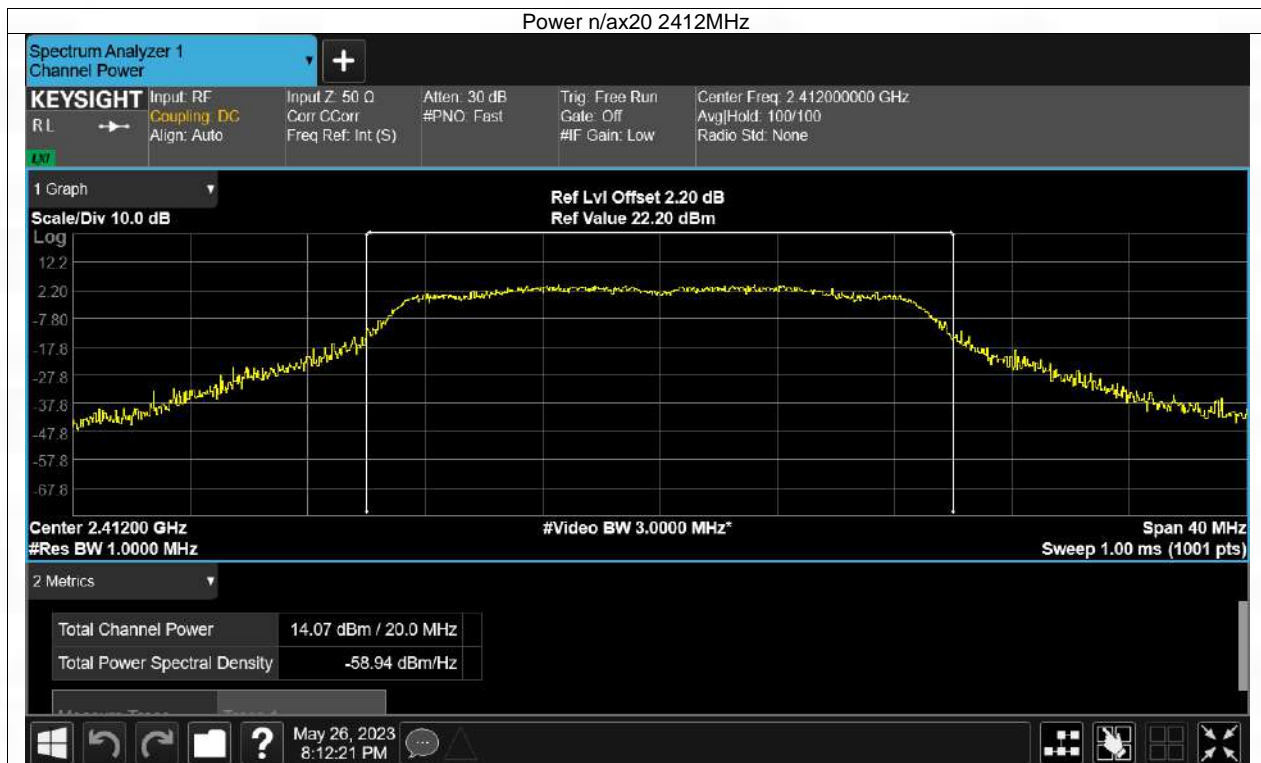 Power n/ax20 2412MHz
Spectrum Analyzer 1
Channel Power
KEYSIGHT
RL
LXI
Input: RF
Coupling: DC
Align: Auto
Input Z: 50 Ω
Corr CCorr
Freq Ref: Int (S)
Atten: 30 dB
#PNO: Fast
Trig: Free Run
Gate: Off
#IF Gain: Low
Center Freq: 2.412000000 GHz
Avg|Hold: 100/100
Radio Std: None
1 Graph
Scale/Div 10.0 dB
Ref Lvl Offset 2.20 dB
Ref Value 22.20 dBm
Log
12.2
2.20
-7.80
-17.8
-27.8
-37.8
-47.8
-57.8
-67.8
Center 2.41200 GHz
#Video BW 3.0000 MHz*
Span 40 MHz
#Res BW 1.0000 MHz
Sweep 1.00 ms (1001 pts)
2 Metrics
Total Channel Power 14.07 dBm / 20.0 MHz
Total Power Spectral Density -58.94 dBm/Hz
May 26, 2023
8:12:21 PM